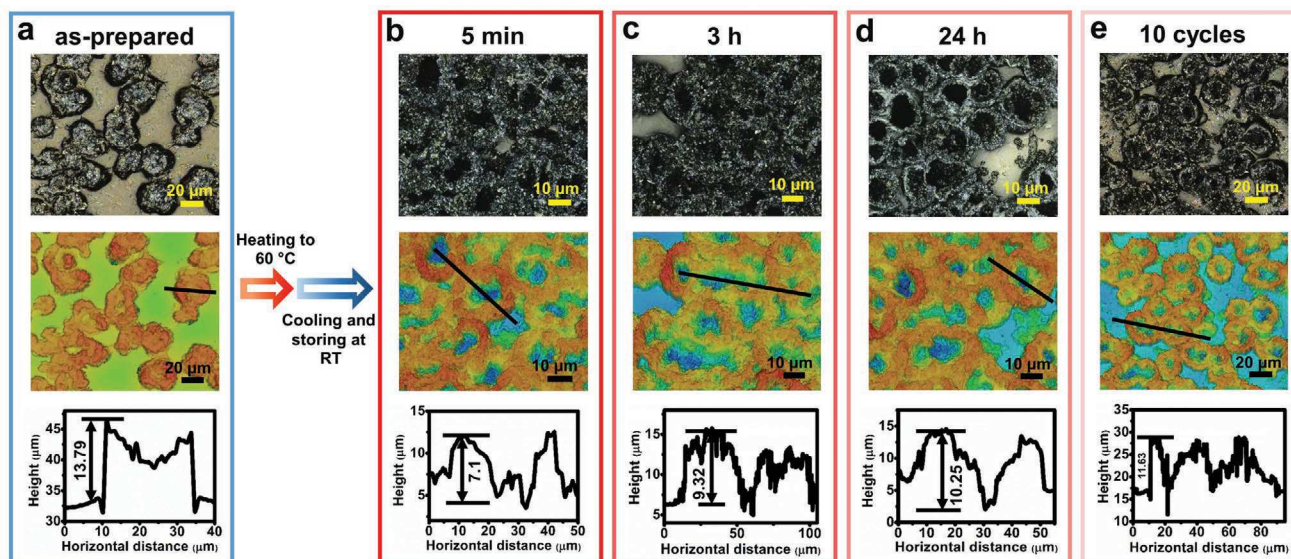 a
as-prepared
20 µm
20 µm
Height (µm)
45
40
35
30
13.79
0 10 20 30 40
Horizontal distance (µm)
Heating to
60 °C
Cooling and
storing at
RT
b
5 min
10 µm
10 µm
Height (µm)
15
10
5
7.1
0 10 20 30 40 50
Horizontal distance (µm)
c
3 h
10 µm
10 µm
Height (µm)
15
10
5
9.32
0 50 100
Horizontal distance (µm)
d
24 h
10 µm
10 µm
Height (µm)
15
10
5
0
10.25
0 10 20 30 40 50
Horizontal distance (µm)
e
10 cycles
20 µm
20 µm
Height (µm)
35
30
25
20
15
10
11.63
0 20 40 60 80
Horizontal distance (µm)